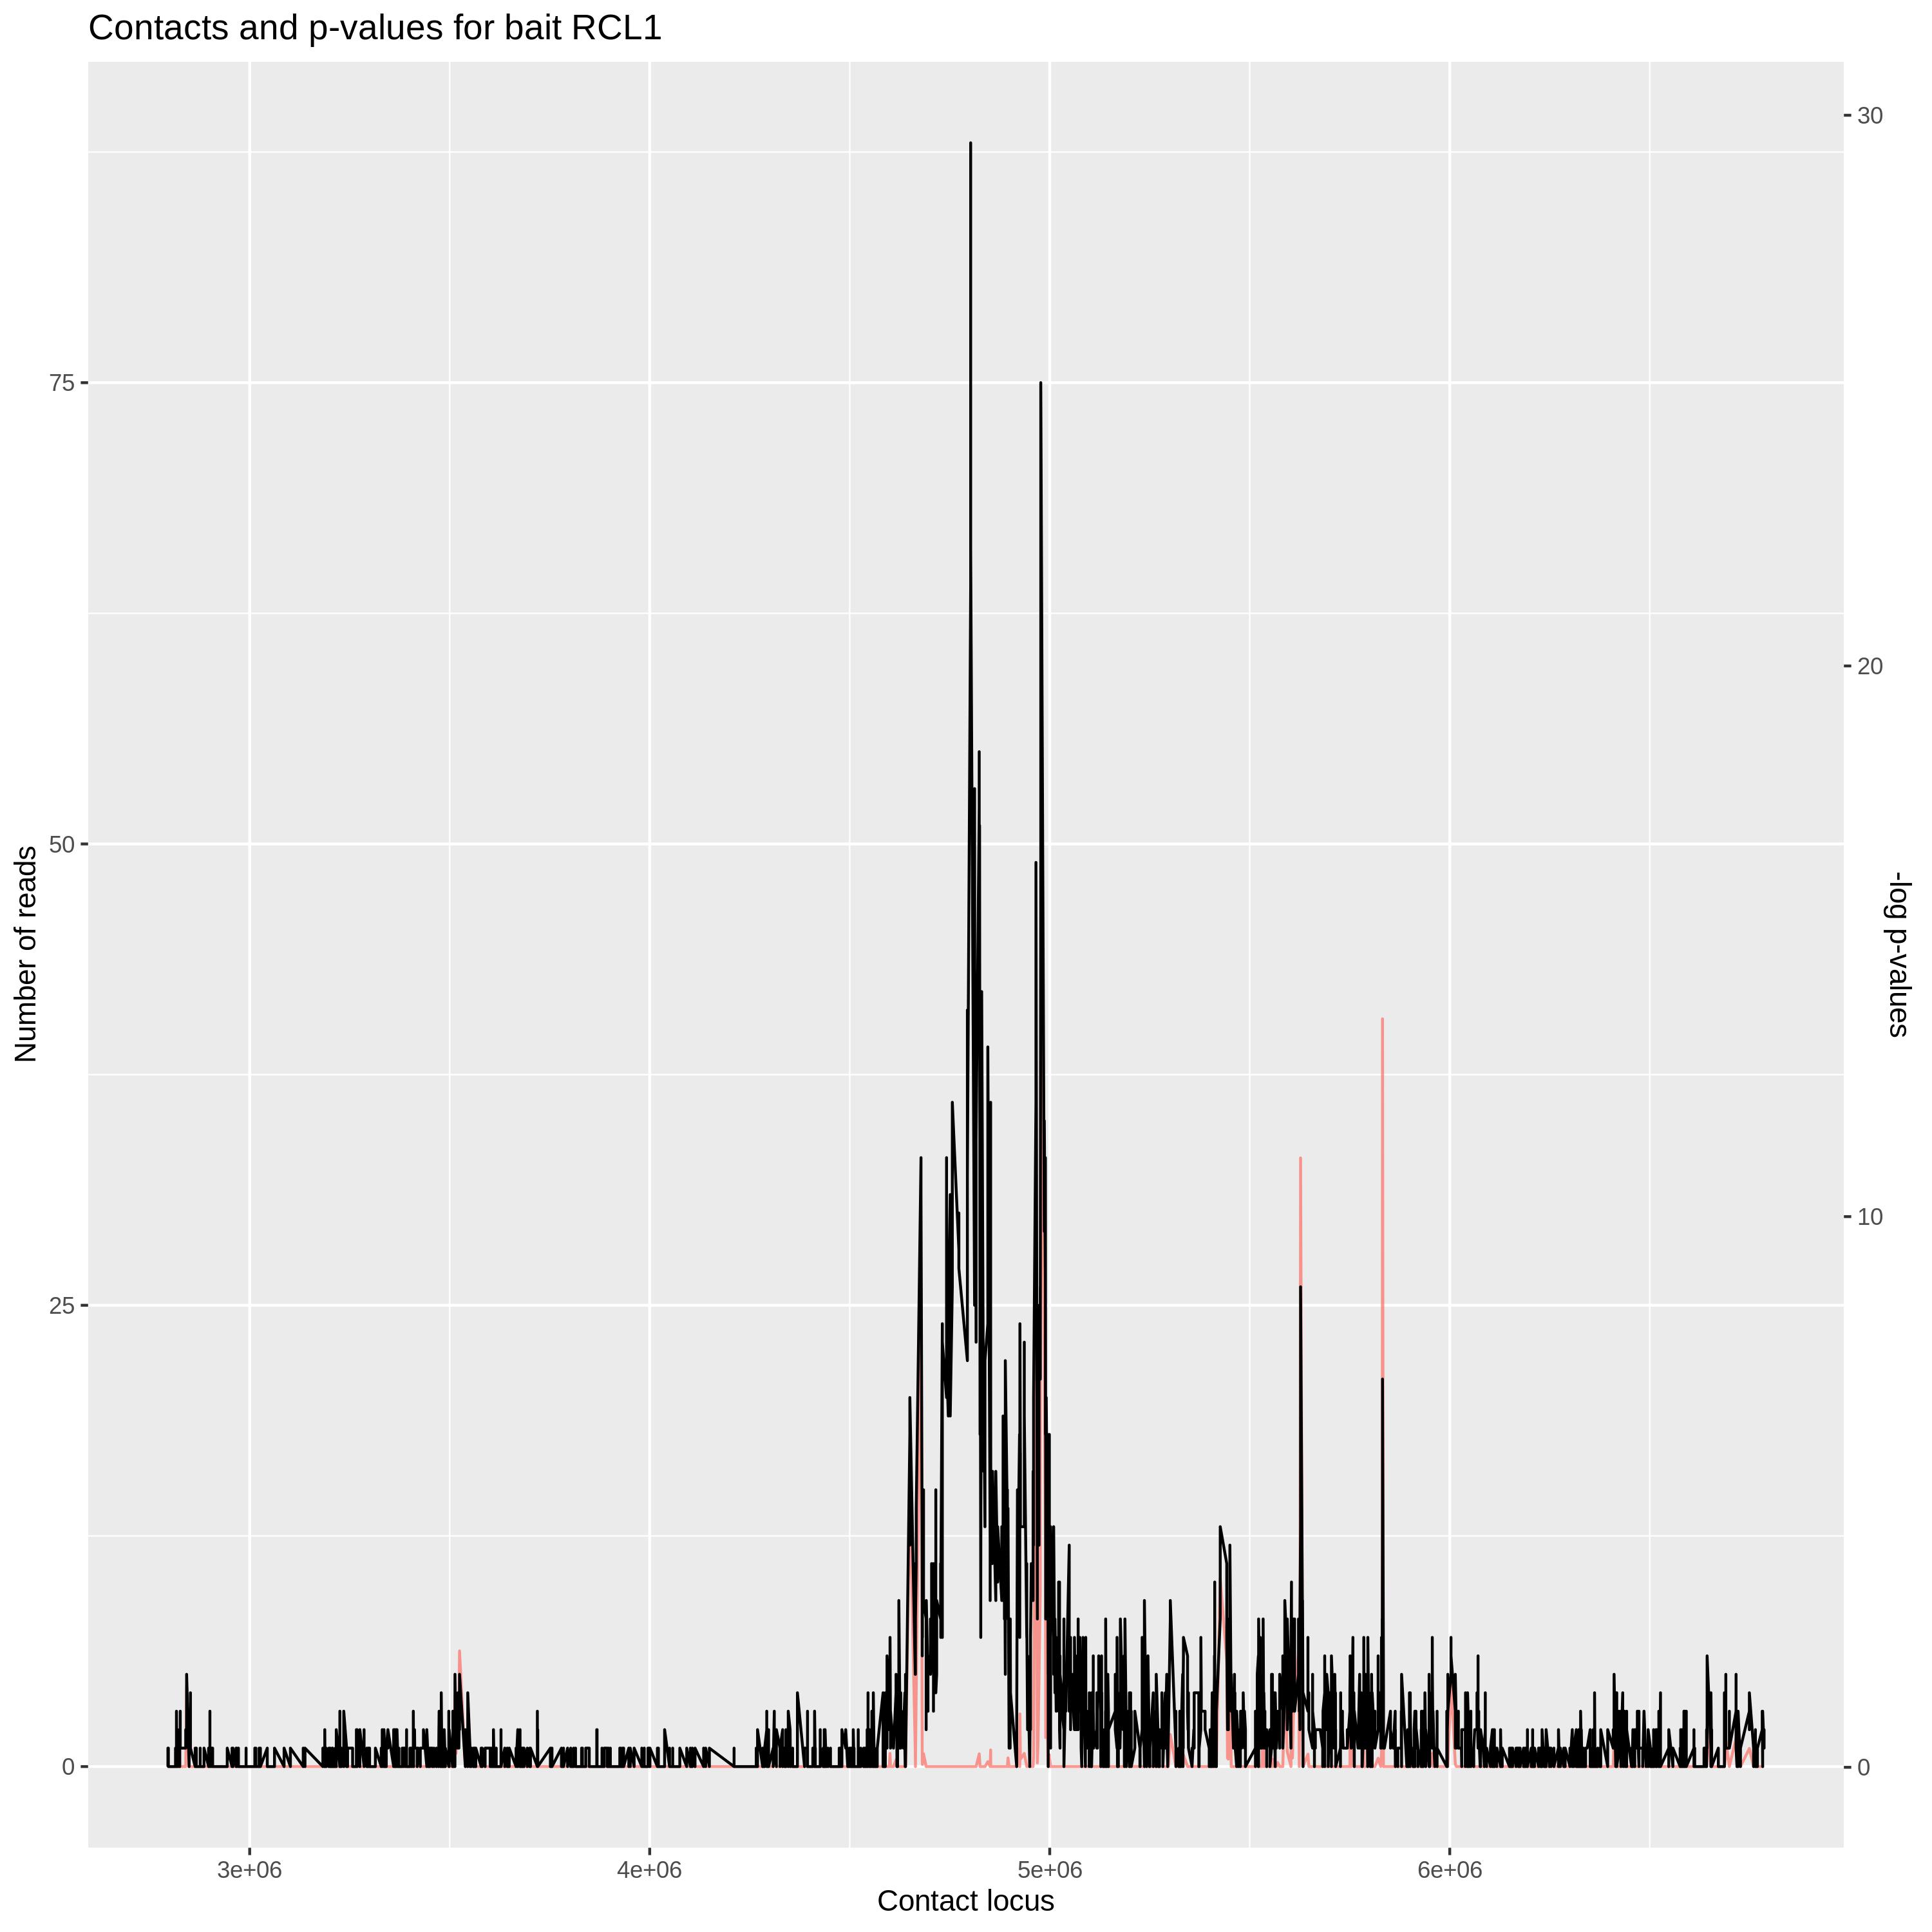 Contacts and p-values for bait RCL1
30
75
20
50
Number of reads
-log p-values
10
25
0
0
3e+06
4e+06
5e+06
6e+06
Contact locus